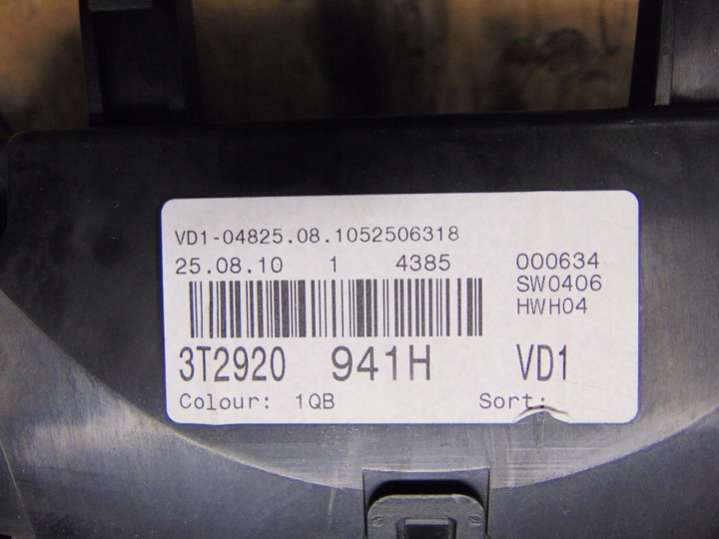 VD1-04825.08.1052506318
25.08.10 1 4385 000634
SW0406
HWH04
3T2920 941H VD1
Colour: 1QB Sort: